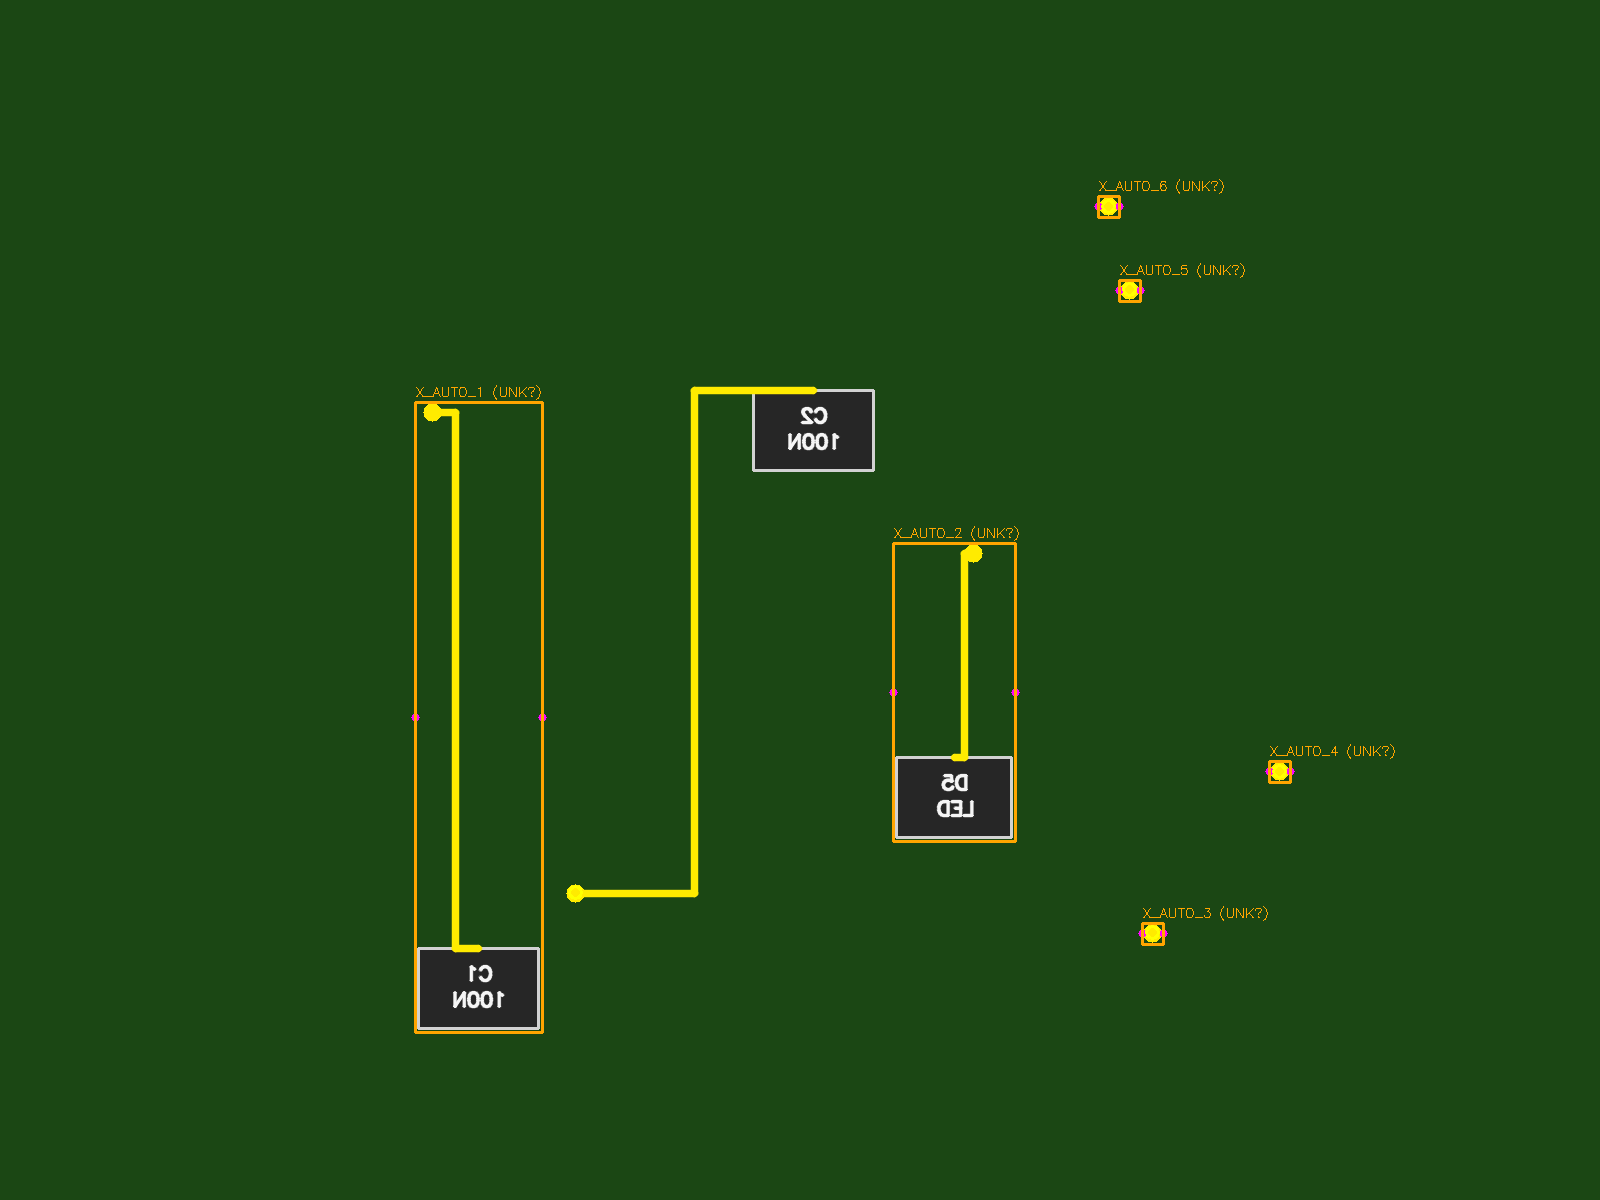 X_AUTO_6 (UNK?)
X_AUTO_5 (UNK?)
X_AUTO_1 (UNK?)
C2
100N
X_AUTO_2 (UNK?)
X_AUTO_4 (UNK?)
D5
LED
X_AUTO_3 (UNK?)
C1
100N